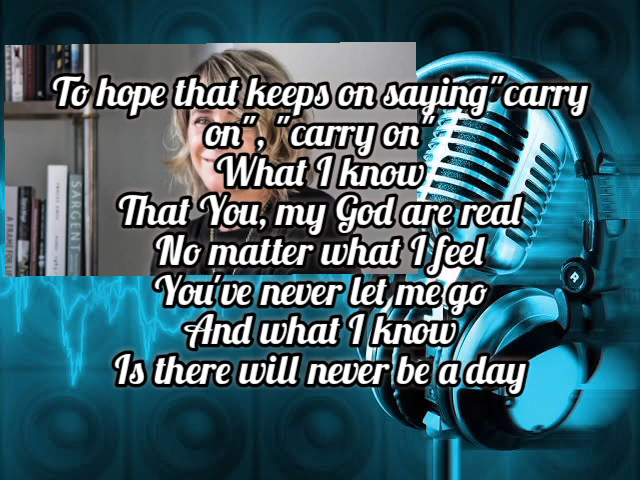 To hope that keeps on saying"carry
on", "carry on"
What I know
That You, my God are real
No matter what I feel
You've never let me go
And what I know
Is there will never be a day
SARGENT